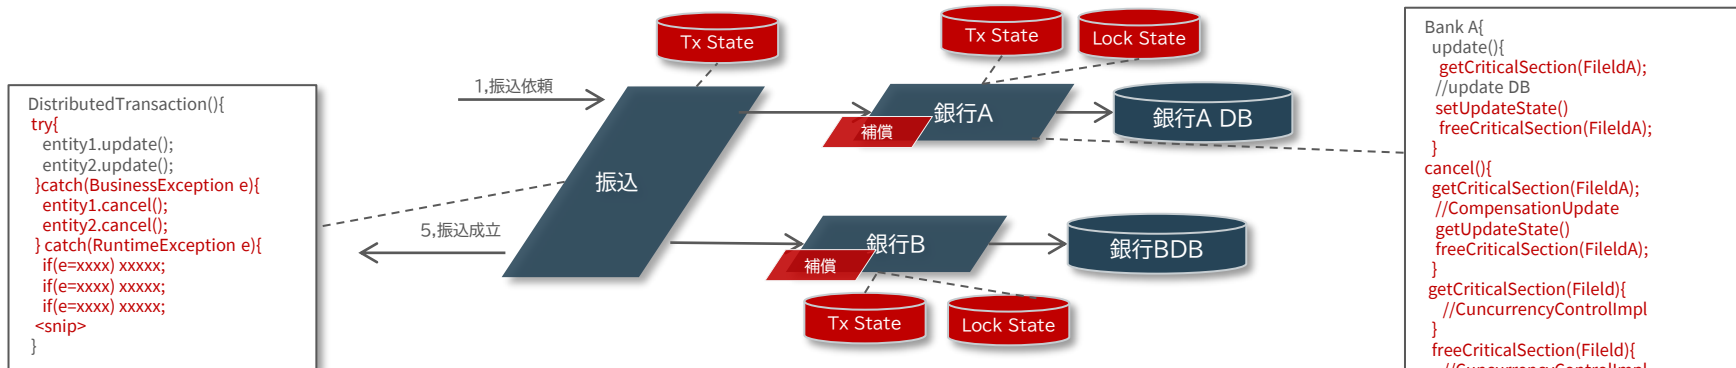 DistributedTransaction(){
try{
entity1.update();
entity2.update();
}catch(BusinessException e){
entity1.cancel();
entity2.cancel();
} catch(RuntimeException e){
if(e=xxxx) xxxxx;
if(e=xxxx) xxxxx;
if(e=xxxx) xxxxx;
<snip>
}
1,振込依頼
5,振込成立
振込
Tx State
Tx State
Lock State
銀行A
補償
銀行A DB
銀行B
補償
銀行BDB
Tx State
Lock State
Bank A{
update(){
getCriticalSection(FileldA);
//update DB
setUpdateState()
freeCriticalSection(FileldA);
}
cancel(){
getCriticalSection(FileldA);
//CompensationUpdate
getUpdateState()
freeCriticalSection(FileldA);
}
getCriticalSection(Fileld){
//CuncurrencyControlImpl
}
freeCriticalSection(Fileld){
//CuncurrencyControlImpl